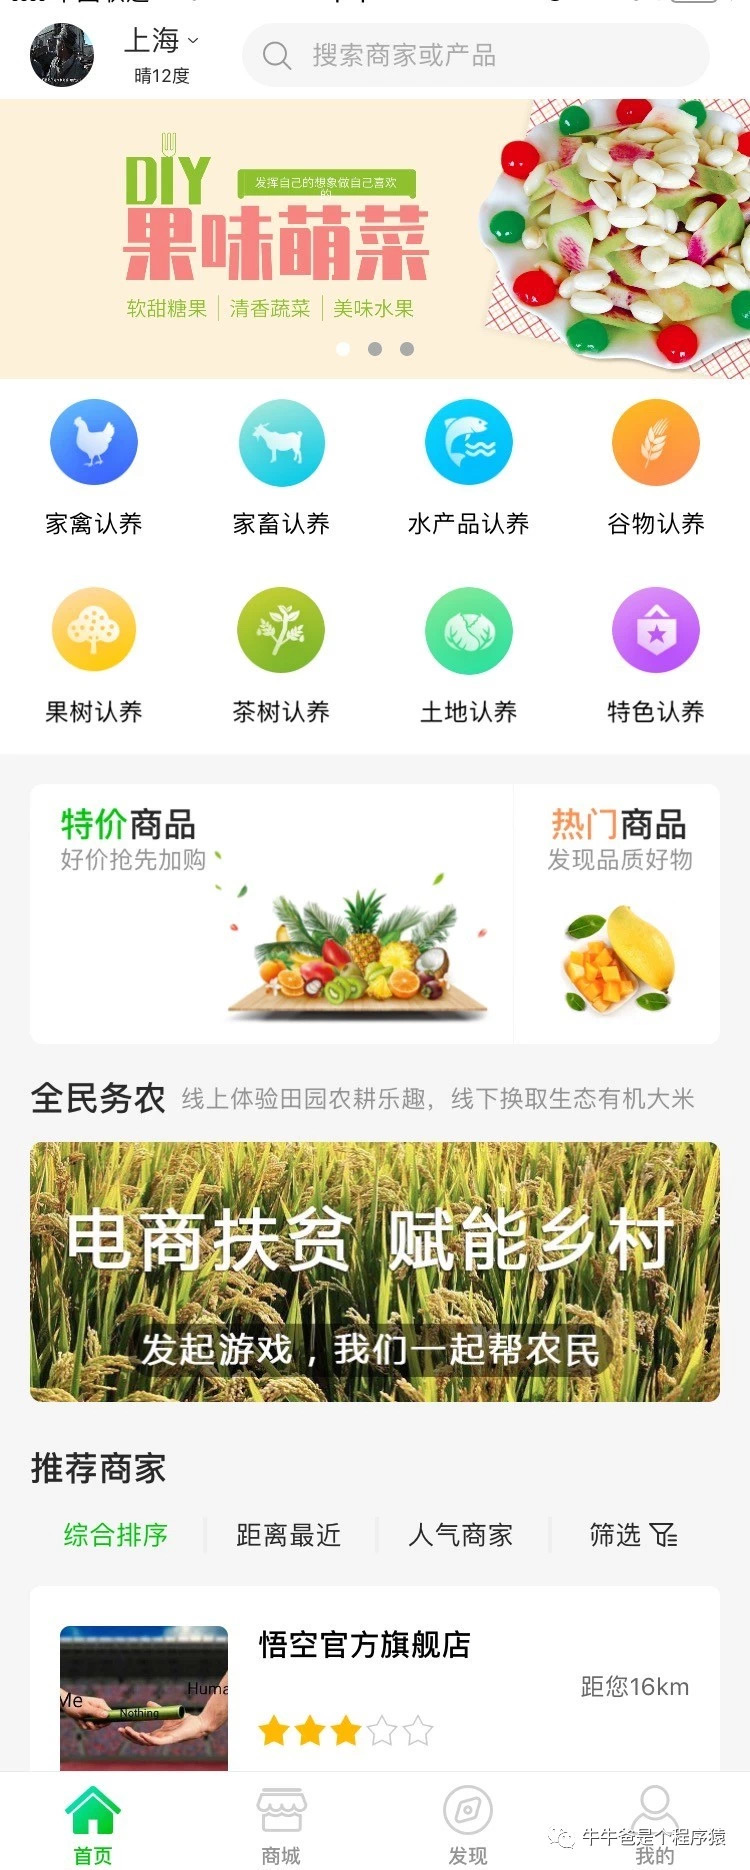 上海
晴12度
搜索商家或产品
DIY
发挥自己的想象做自己喜欢
的
果味萌菜
软甜糖果 清香蔬菜 美味水果
家禽认养 家畜认养 水产品认养 谷物认养
果树认养 茶树认养 土地认养 特色认养
特价商品
好价抢先加购
热门商品
发现品质好物
全民务农 线上体验田园农耕乐趣，线下换取生态有机大米
电商扶贫 赋能乡村
发起游戏，我们一起帮农民
推荐商家
综合排序 距离最近 人气商家 筛选
悟空官方旗舰店
距您16km
Me
Nothing
Huma
首页 商城 发现 我的
牛牛爸是个程序猿